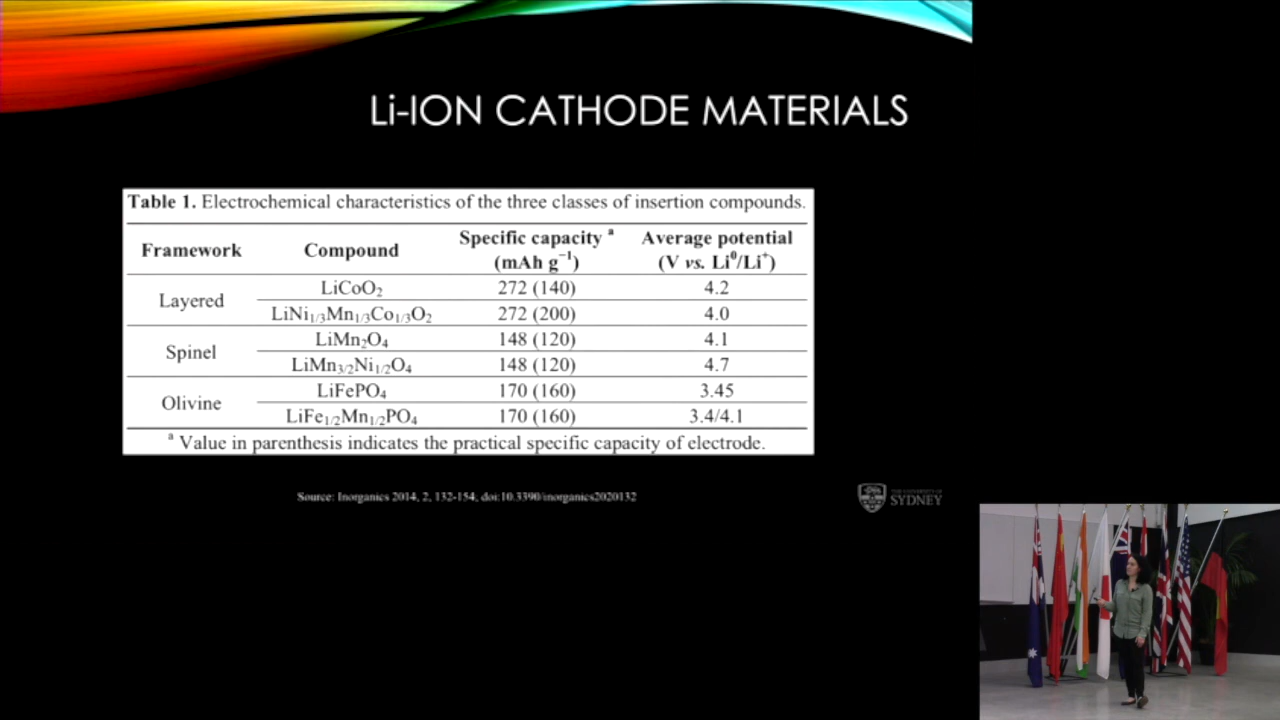 Li-ION CATHODE MATERIALS
Table 1. Electrochemical characteristics of the three classes of insertion compounds.
Framework Compound Specific capacity ᵃ (mAh g⁻¹) Average potential (V vs. Li⁰/Li⁺)
Layered
LiCoO₂ 272 (140) 4.2
LiNi₁/₃Mn₁/₃Co₁/₃O₂ 272 (200) 4.0
Spinel
LiMn₂O₄ 148 (120) 4.1
LiMn₃/₂Ni₁/₂O₄ 148 (120) 4.7
Olivine
LiFePO₄ 170 (160) 3.45
LiFe₁/₂Mn₁/₂PO₄ 170 (160) 3.4/4.1
ᵃ Value in parenthesis indicates the practical specific capacity of electrode.
Source: Inorganics 2014, 2, 132-154; doi:10.3390/inorganics2020132
THE UNIVERSITY OF
SYDNEY